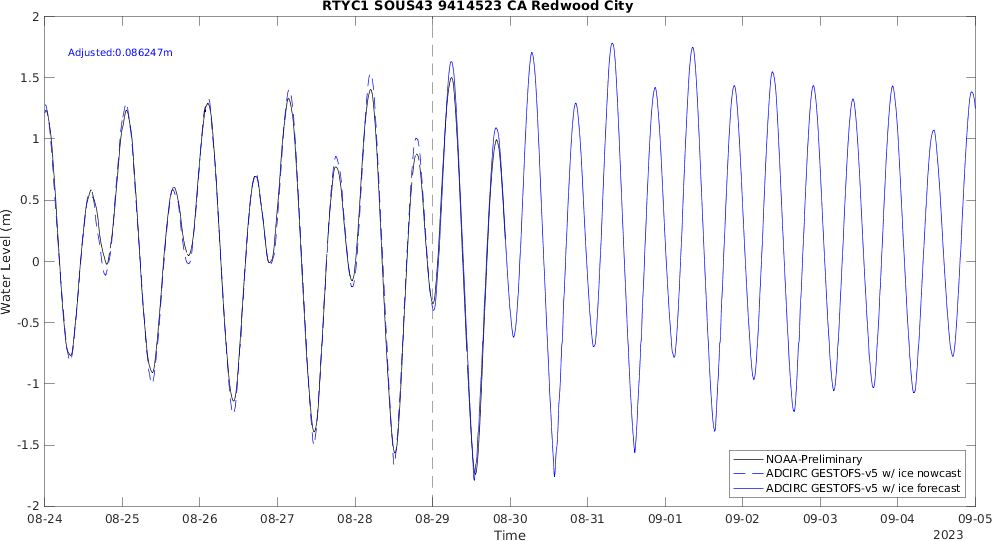 RTYC1 SOUS43 9414523 CA Redwood City
Adjusted:0.086247m
Water Level (m)
2
1.5
1
0.5
0
-0.5
-1
-1.5
-2
NOAA-Preliminary
ADCIRC GESTOFS-v5 w/ ice nowcast
ADCIRC GESTOFS-v5 w/ ice forecast
08-24 08-25 08-26 08-27 08-28 08-29 08-30 08-31 09-01 09-02 09-03 09-04 09-05
Time
2023